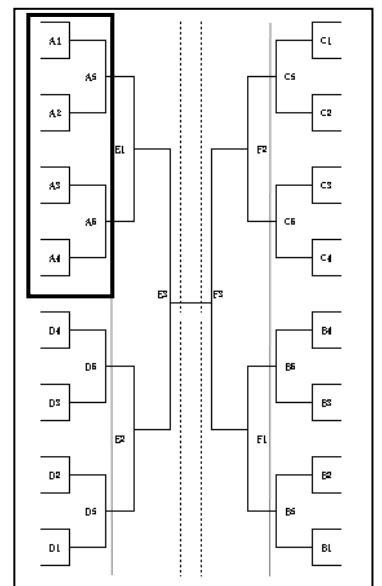 A1 C1
A5 C5
A2 C2
E1 F2
A3 C3
A6 C6
A4 C4
E3 F3
D4 B4
D6 B6
D3 B3
E2 F1
D2 B2
D5 B5
D1 B1